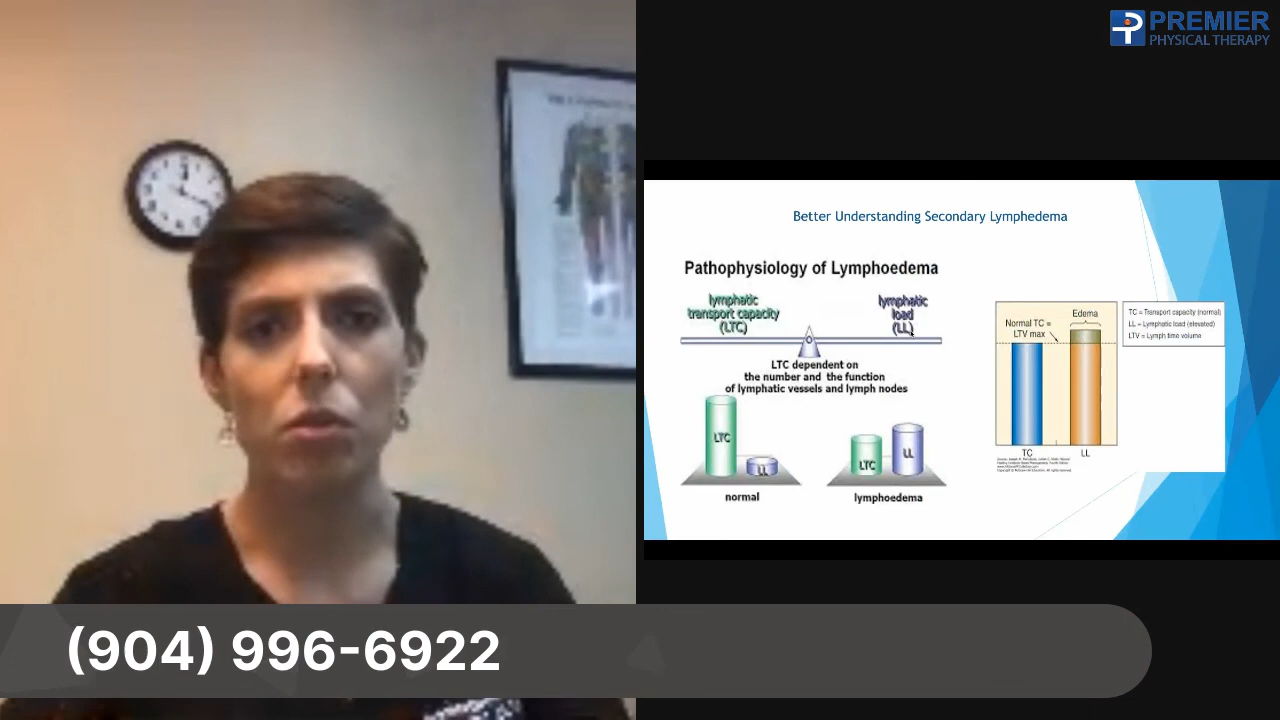 PREMIER
PHYSICAL THERAPY
Better Understanding Secondary Lymphedema
Pathophysiology of Lymphoedema
lymphatic
transport capacity
(LTC)
lymphatic
load
(LL)
LTC dependent on
the number and the function
of lymphatic vessels and lymph nodes
LTC
LL
normal
LTC
LL
lymphoedema
Normal TC =
LTV max
Edema
TC
LL
TC = Transport capacity (normal)
LL = Lymphatic load (elevated)
LTV = Lymph time volume
(904) 996-6922